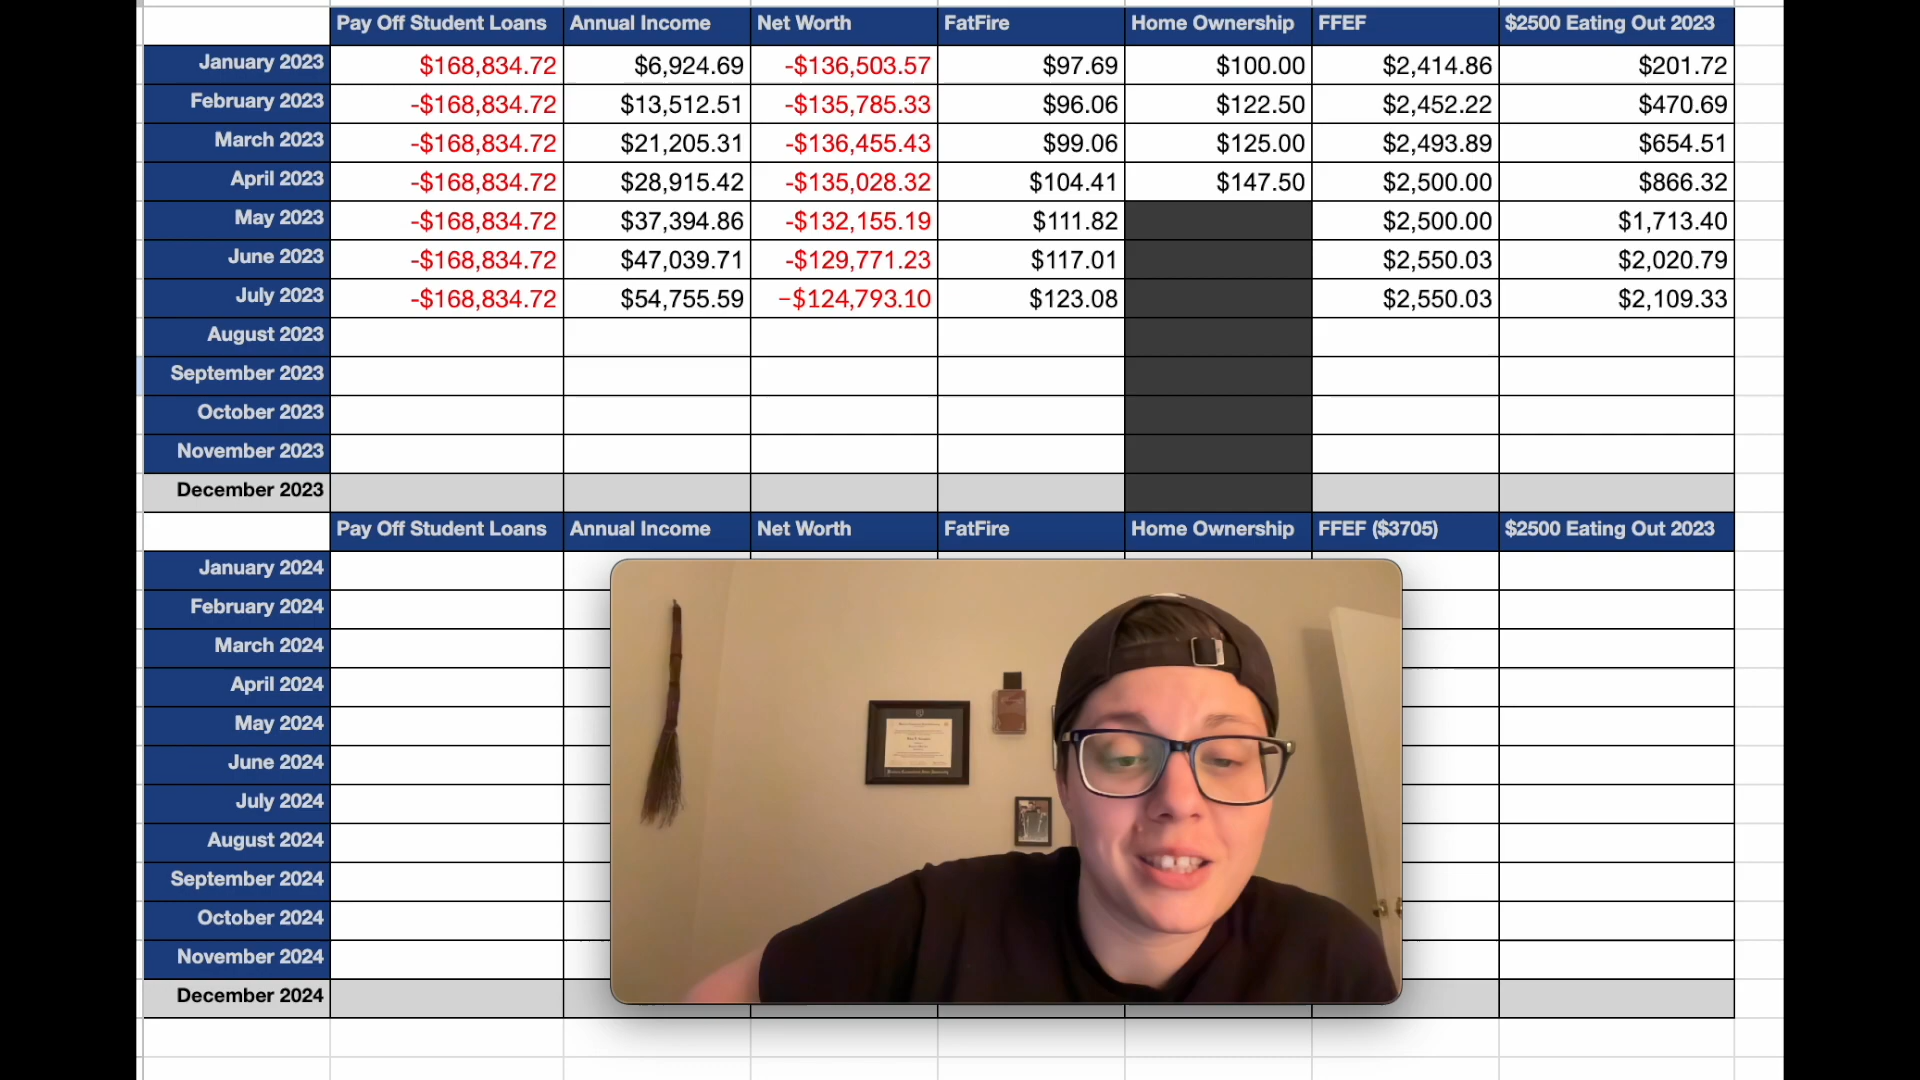 Pay Off Student Loans Annual Income Net Worth FatFire Home Ownership FFEF $2500 Eating Out 2023
January 2023 $168,834.72 $6,924.69 -$136,503.57 $97.69 $100.00 $2,414.86 $201.72
February 2023 -$168,834.72 $13,512.51 -$135,785.33 $96.06 $122.50 $2,452.22 $470.69
March 2023 -$168,834.72 $21,205.31 -$136,455.43 $99.06 $125.00 $2,493.89 $654.51
April 2023 -$168,834.72 $28,915.42 -$135,028.32 $104.41 $147.50 $2,500.00 $866.32
May 2023 -$168,834.72 $37,394.86 -$132,155.19 $111.82 $2,500.00 $1,713.40
June 2023 -$168,834.72 $47,039.71 -$129,771.23 $117.01 $2,550.03 $2,020.79
July 2023 -$168,834.72 $54,755.59 −$124,793.10 $123.08 $2,550.03 $2,109.33
August 2023
September 2023
October 2023
November 2023
December 2023
Pay Off Student Loans Annual Income Net Worth FatFire Home Ownership FFEF ($3705) $2500 Eating Out 2023
January 2024
February 2024
March 2024
April 2024
May 2024
June 2024
July 2024
August 2024
September 2024
October 2024
November 2024
December 2024